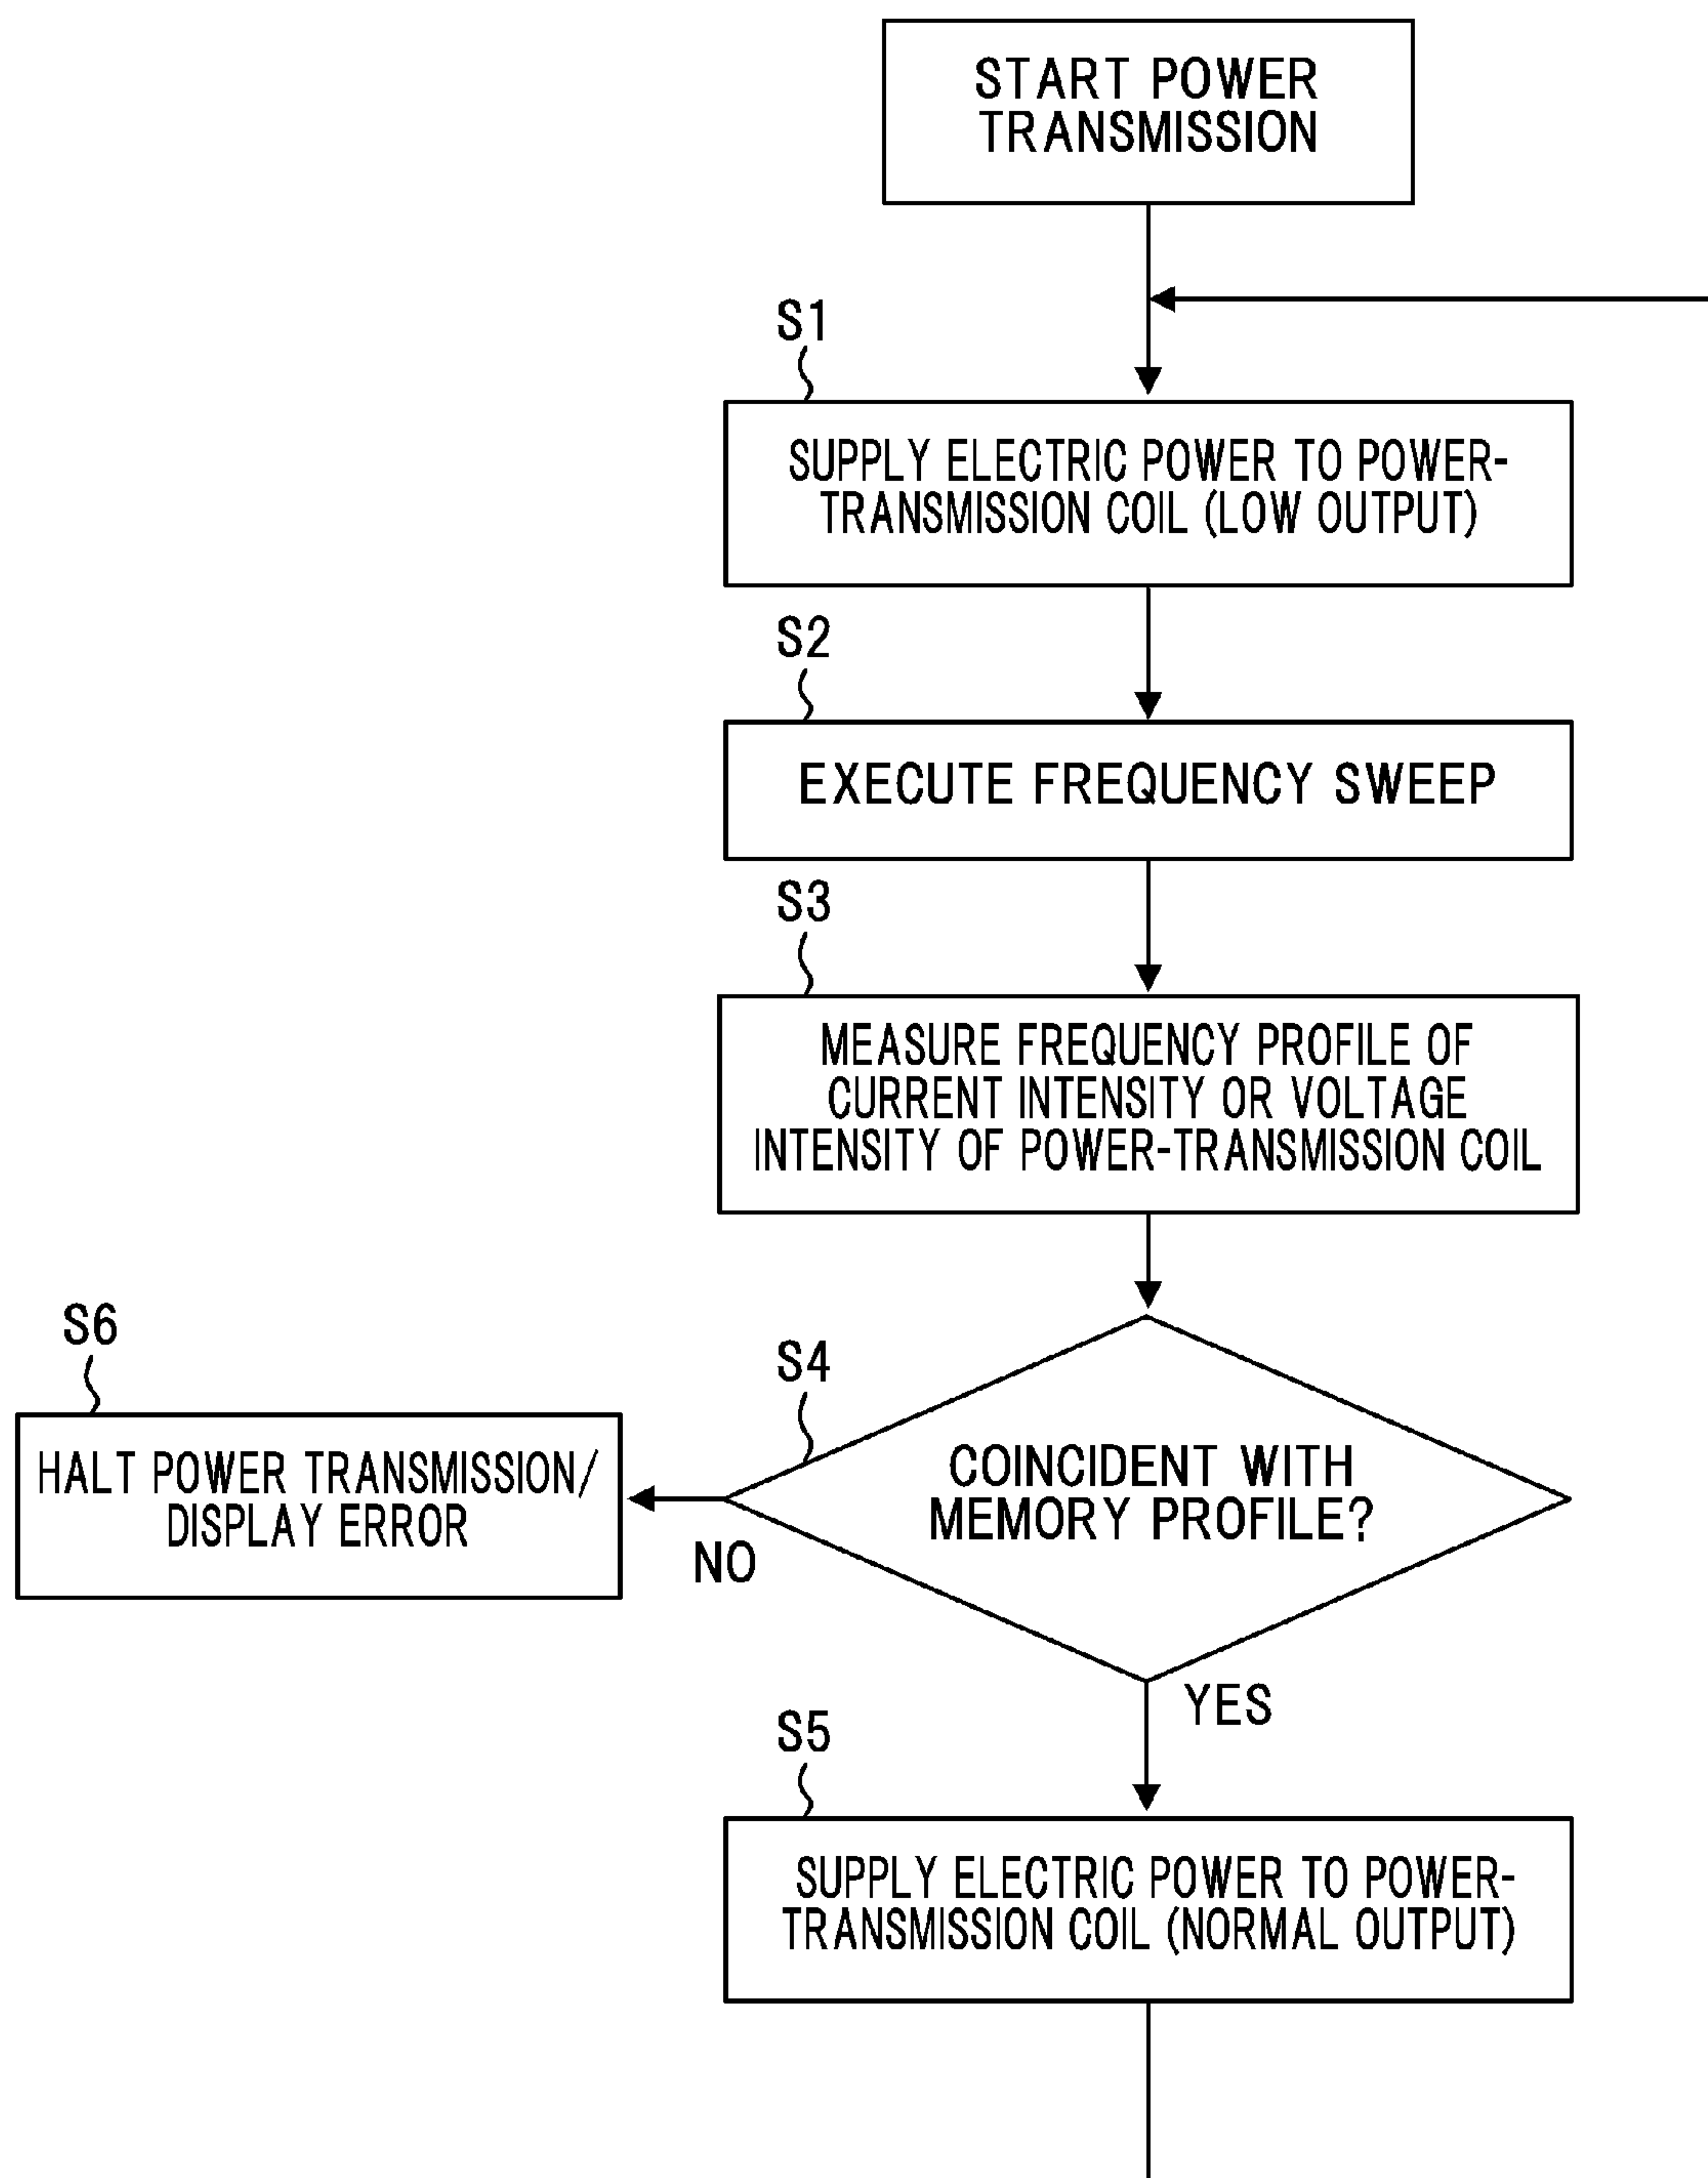 START POWER
TRANSMISSION
S1
SUPPLY ELECTRIC POWER TO POWER-
TRANSMISSION COIL (LOW OUTPUT)
S2
EXECUTE FREQUENCY SWEEP
S3
MEASURE FREQUENCY PROFILE OF
CURRENT INTENSITY OR VOLTAGE
INTENSITY OF POWER-TRANSMISSION COIL
S4
COINCIDENT WITH
MEMORY PROFILE?
NO
S6
HALT POWER TRANSMISSION/
DISPLAY ERROR
YES
S5
SUPPLY ELECTRIC POWER TO POWER-
TRANSMISSION COIL (NORMAL OUTPUT)